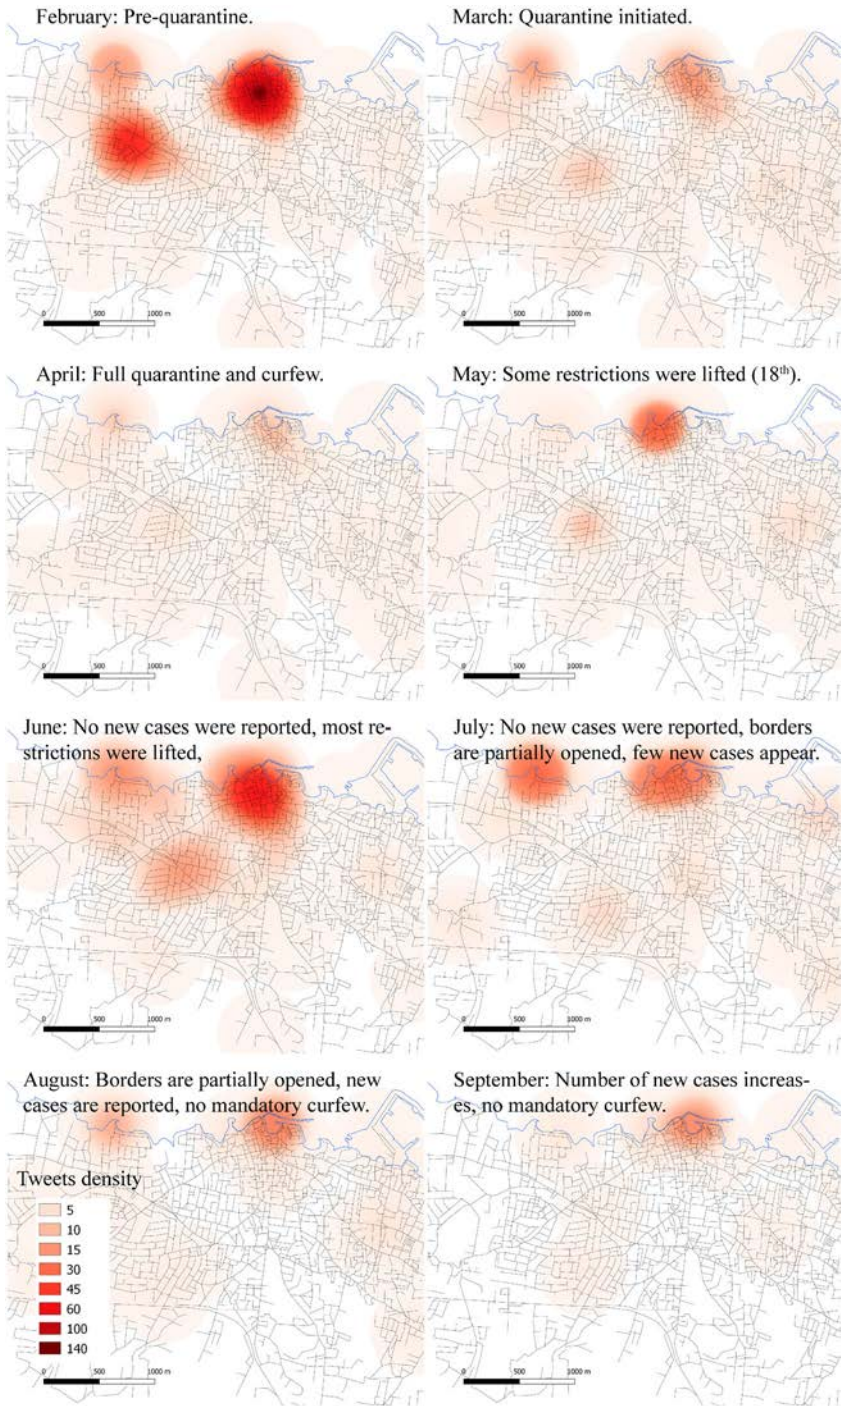 February: Pre-quarantine.
March: Quarantine initiated.
0 500 1000 m
0 500 1000 m
April: Full quarantine and curfew.
May: Some restrictions were lifted (18th).
0 500 1000 m
0 500 1000 m
June: No new cases were reported, most re-
strictions were lifted,
July: No new cases were reported, borders
are partially opened, few new cases appear.
0 500 1000 m
0 500 1000 m
August: Borders are partially opened, new
cases are reported, no mandatory curfew.
September: Number of new cases increas-
es, no mandatory curfew.
Tweets density
5
10
15
30
45
60
100
140
0 500 1000 m
0 500 1000 m